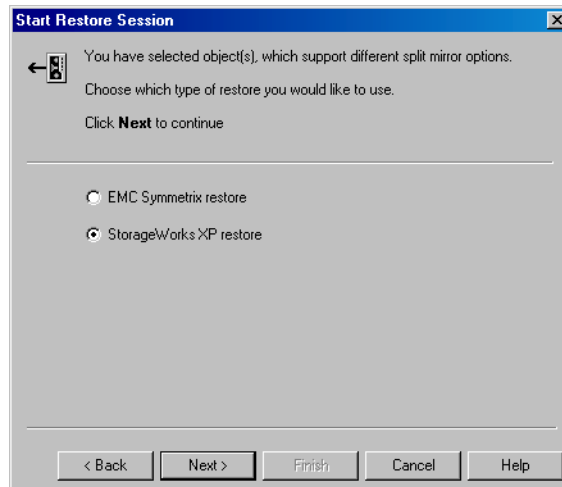 Start Restore Session
You have selected object(s), which support different split mirror options.
Choose which type of restore you would like to use.
Click Next to continue
EMC Symmetrix restore
StorageWorks XP restore
< Back
Next >
Finish
Cancel
Help